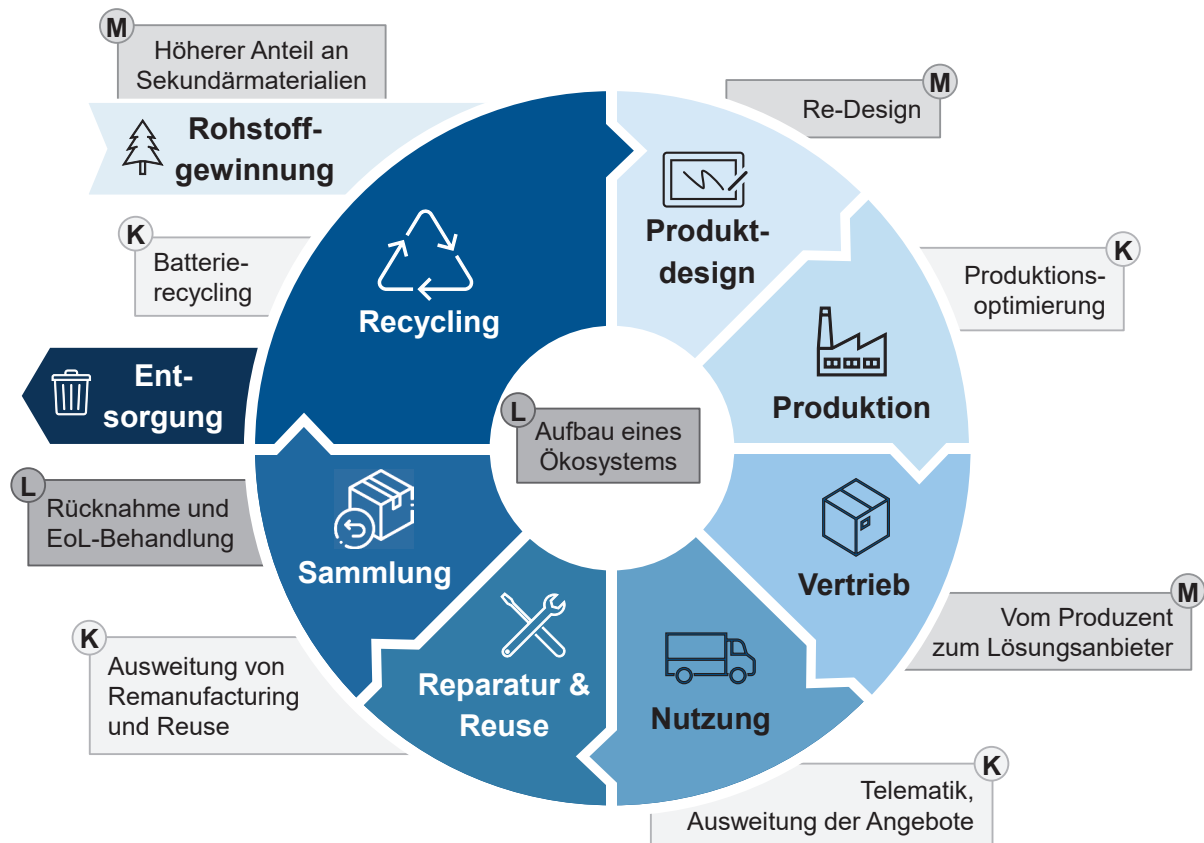 M
Höherer Anteil an
Sekundärmaterialien
Rohstoff-
gewinnung
M
Re-Design
K
Batterie-
recycling
Recycling
Produkt-
design
K
Produktions-
optimierung
Produktion
Ent-
sorgung
L
Aufbau eines
Ökosystems
L
Rücknahme und
EoL-Behandlung
Sammlung
Vertrieb
M
Vom Produzent
zum Lösungsanbieter
K
Ausweitung von
Remanufacturing
und Reuse
Reparatur &
Reuse
Nutzung
K
Telematik,
Ausweitung der Angebote